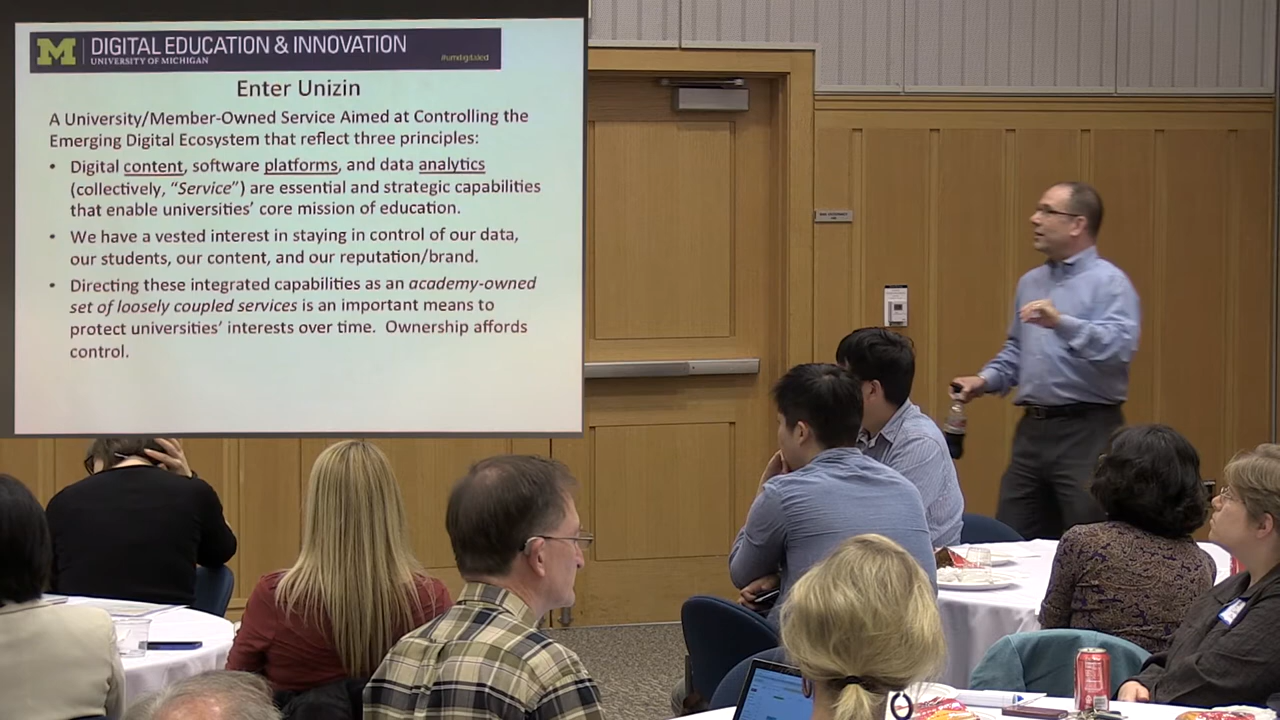 M DIGITAL EDUCATION & INNOVATION
UNIVERSITY OF MICHIGAN
#umdigitaled
Enter Unizin
A University/Member-Owned Service Aimed at Controlling the
Emerging Digital Ecosystem that reflect three principles:
• Digital content, software platforms, and data analytics
(collectively, “Service”) are essential and strategic capabilities
that enable universities’ core mission of education.
• We have a vested interest in staying in control of our data,
our students, our content, and our reputation/brand.
• Directing these integrated capabilities as an academy-owned
set of loosely coupled services is an important means to
protect universities’ interests over time. Ownership affords
control.